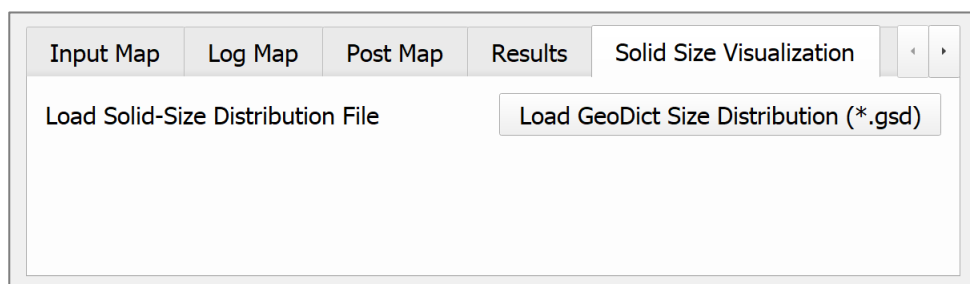 Input Map Log Map Post Map Results Solid Size Visualization
Load Solid-Size Distribution File Load GeoDict Size Distribution (*.gsd)